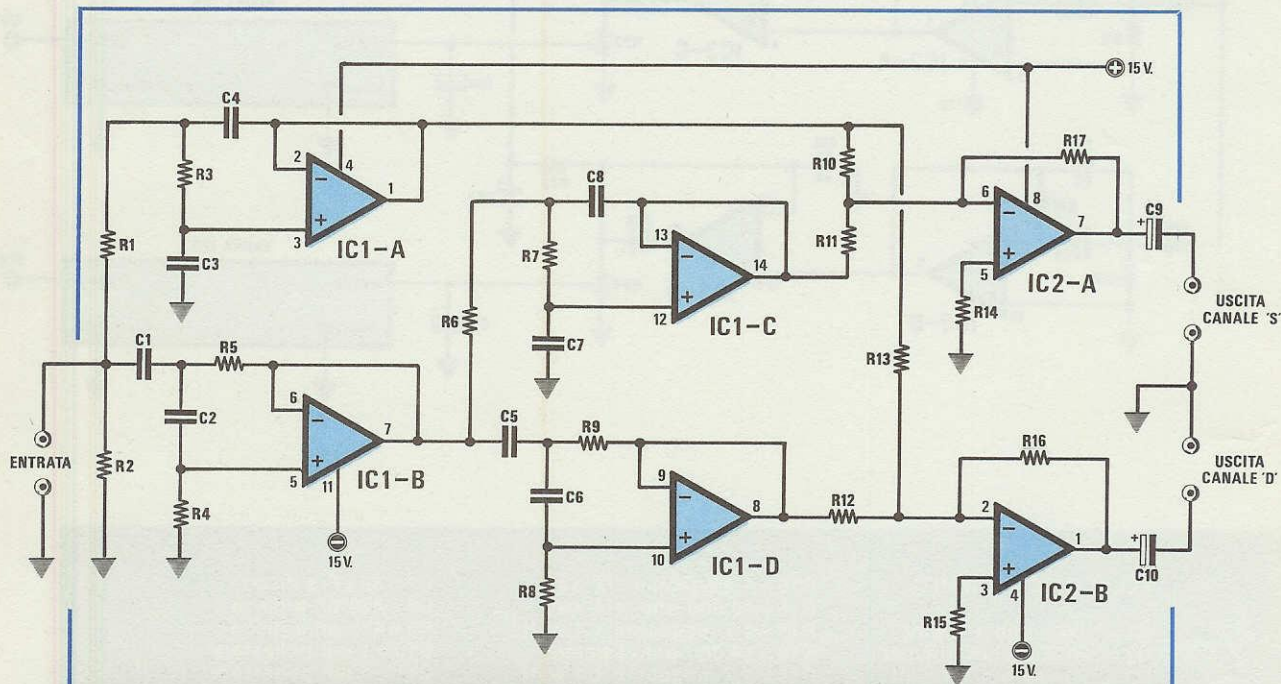 15 V.
C4
2
4
R3
1
3
C3
R1
IC1-A
C8
13
R7
14
12
R6
C7
IC1-C
R10
R11
R17
6
8
7
5
R14
IC2-A
C9
+
USCITA
CANALE 'S'
ENTRATA
C1
R5
C2
6
7
5
11
R2
R4
IC1-B
15 V.
C5
R9
C6
9
8
10
R8
IC1-D
R12
R13
R16
2
1
3
4
R15
IC2-B
15 V.
+
C10
USCITA
CANALE 'D'